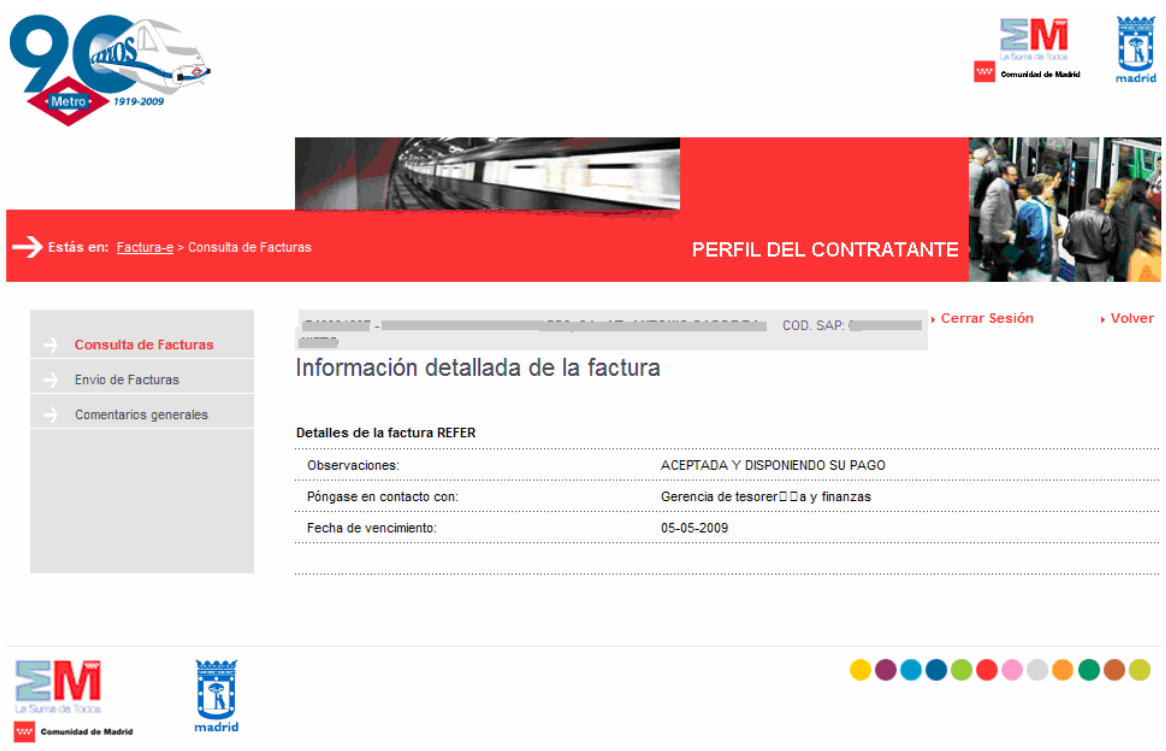 90
años
Metro
1919-2009
EM
La Suma de Todos
Comunidad de Madrid
madrid
Estás en: Factura-e > Consulta de Facturas
PERFIL DEL CONTRATANTE
COD. SAP:
Cerrar Sesión
Volver
Consulta de Facturas
Envio de Facturas
Comentarios generales
Información detallada de la factura
Detalles de la factura REFER
Observaciones: ACEPTADA Y DISPONIENDO SU PAGO
Póngase en contacto con: Gerencia de tesorer□□a y finanzas
Fecha de vencimiento: 05-05-2009
EM
La Suma de Todos
Comunidad de Madrid
madrid